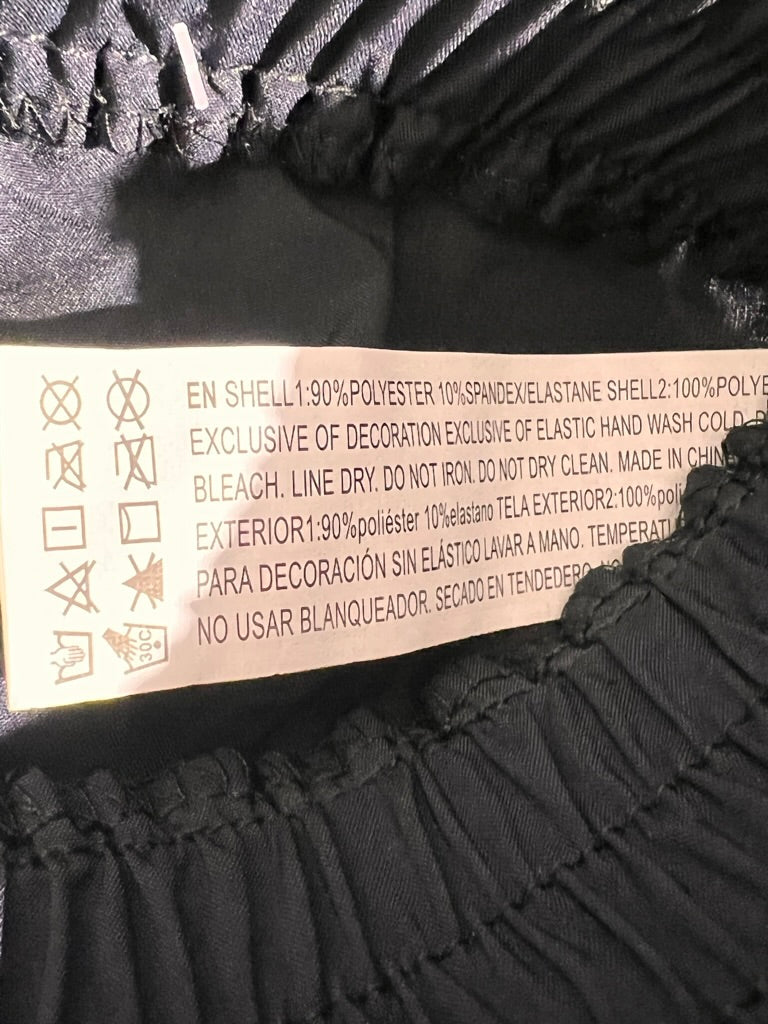 EN SHELL1:90%POLYESTER 10%SPANDEX/ELASTANE SHELL2:100%POLYE
EXCLUSIVE OF DECORATION EXCLUSIVE OF ELASTIC HAND WASH COLD.
BLEACH. LINE DRY. DO NOT IRON. DO NOT DRY CLEAN. MADE IN CHIN
EXTERIOR1:90%poliéster 10%elastano TELA EXTERIOR2:100%poli
PARA DECORACIÓN SIN ELÁSTICO LAVAR A MANO. TEMPERATU
NO USAR BLANQUEADOR. SECADO EN TENDEDERO.
30C